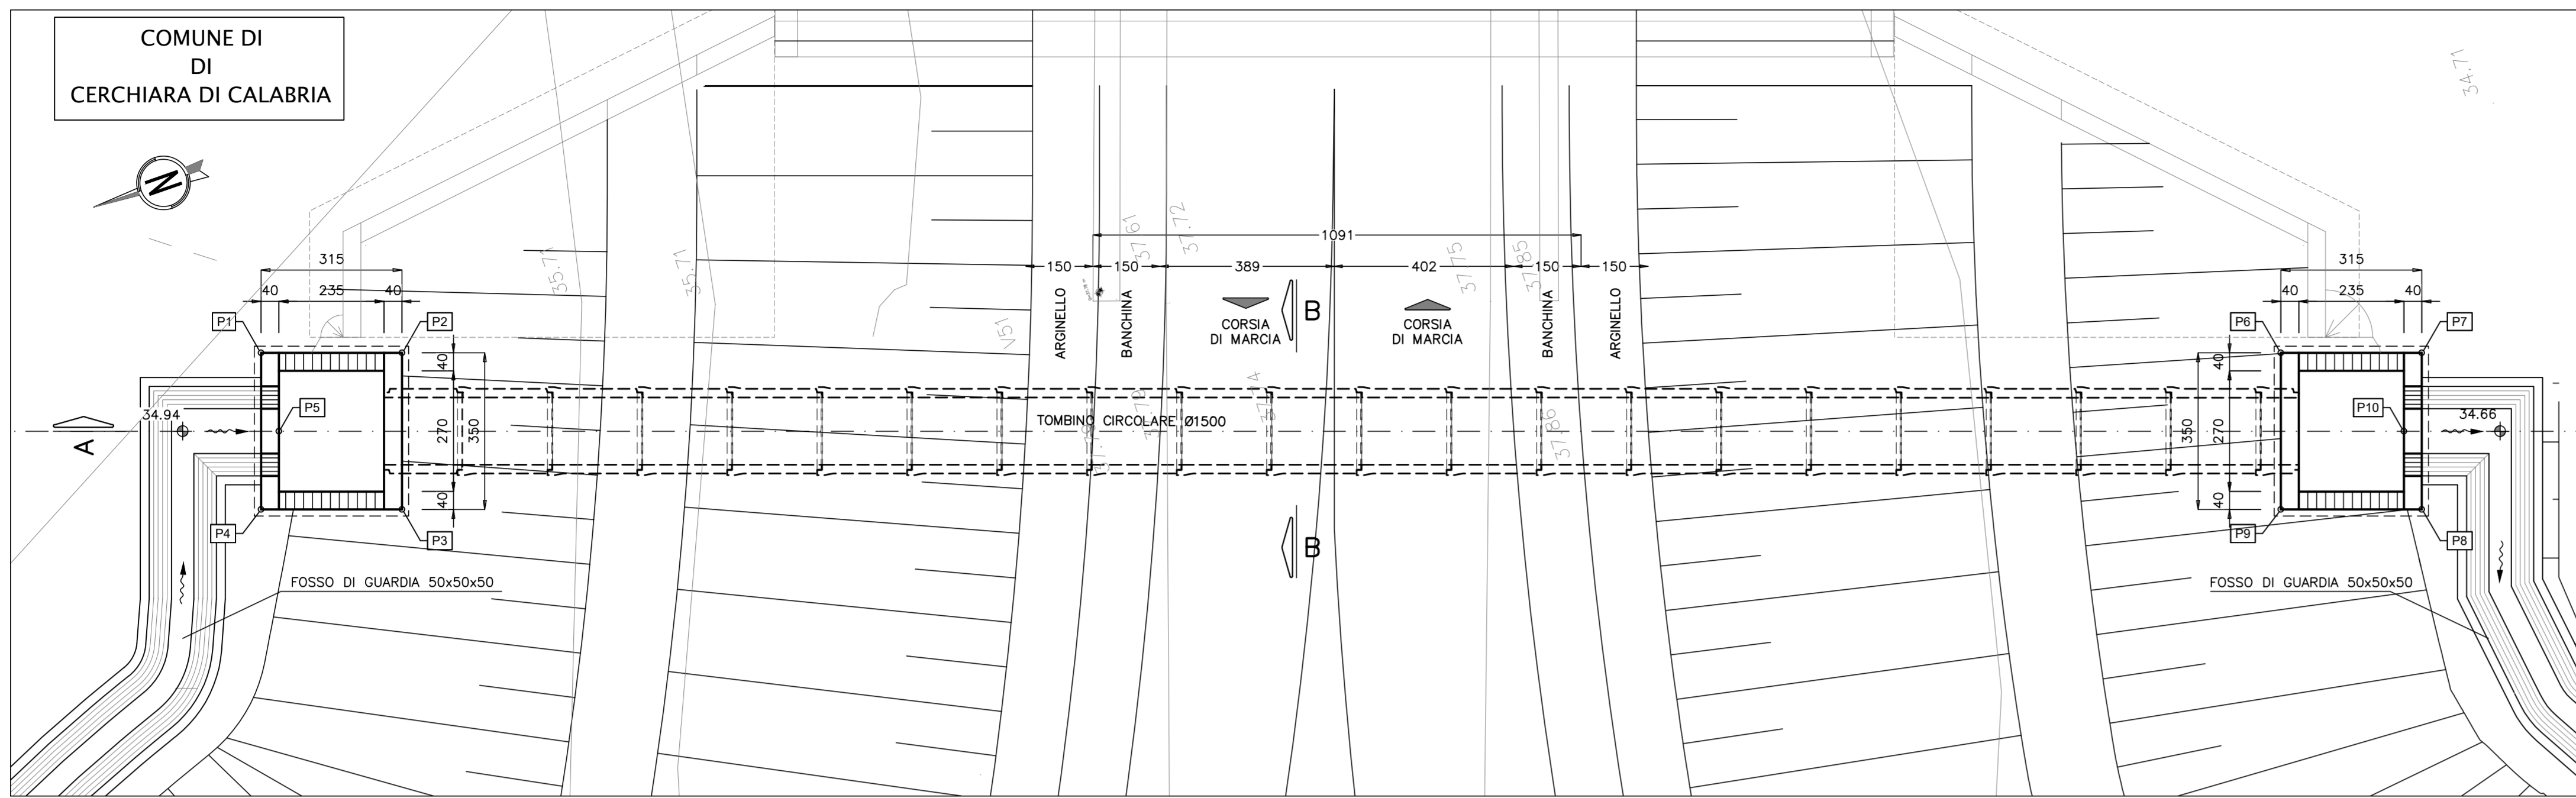 COMUNE DI
DI
CERCHIARA DI CALABRIA
N
34.71
37.61
37.72
35.71
35.71
37.75
37.85
1091
150
150
389
402
150
150
315
40
235
40
315
40
235
40
ARGINELLO
BANCHINA
CORSIA
DI MARCIA
B
CORSIA
DI MARCIA
BANCHINA
ARGINELLO
P1
P2
P6
P7
40
270
350
40
40
270
350
40
34.94
P5
A
TOMBINO CIRCOLARE Ø1500
37.86
P10
34.66
P4
P3
P9
P8
B
FOSSO DI GUARDIA 50x50x50
FOSSO DI GUARDIA 50x50x50